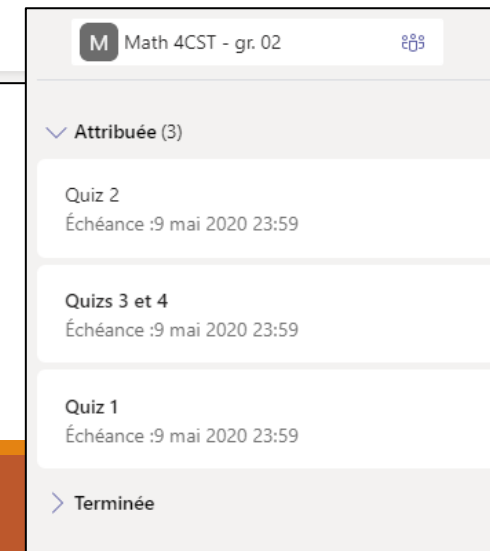 M Math 4CST - gr. 02
Attribuée (3)
Quiz 2
Échéance :9 mai 2020 23:59
Quizs 3 et 4
Échéance :9 mai 2020 23:59
Quiz 1
Échéance :9 mai 2020 23:59
Terminée